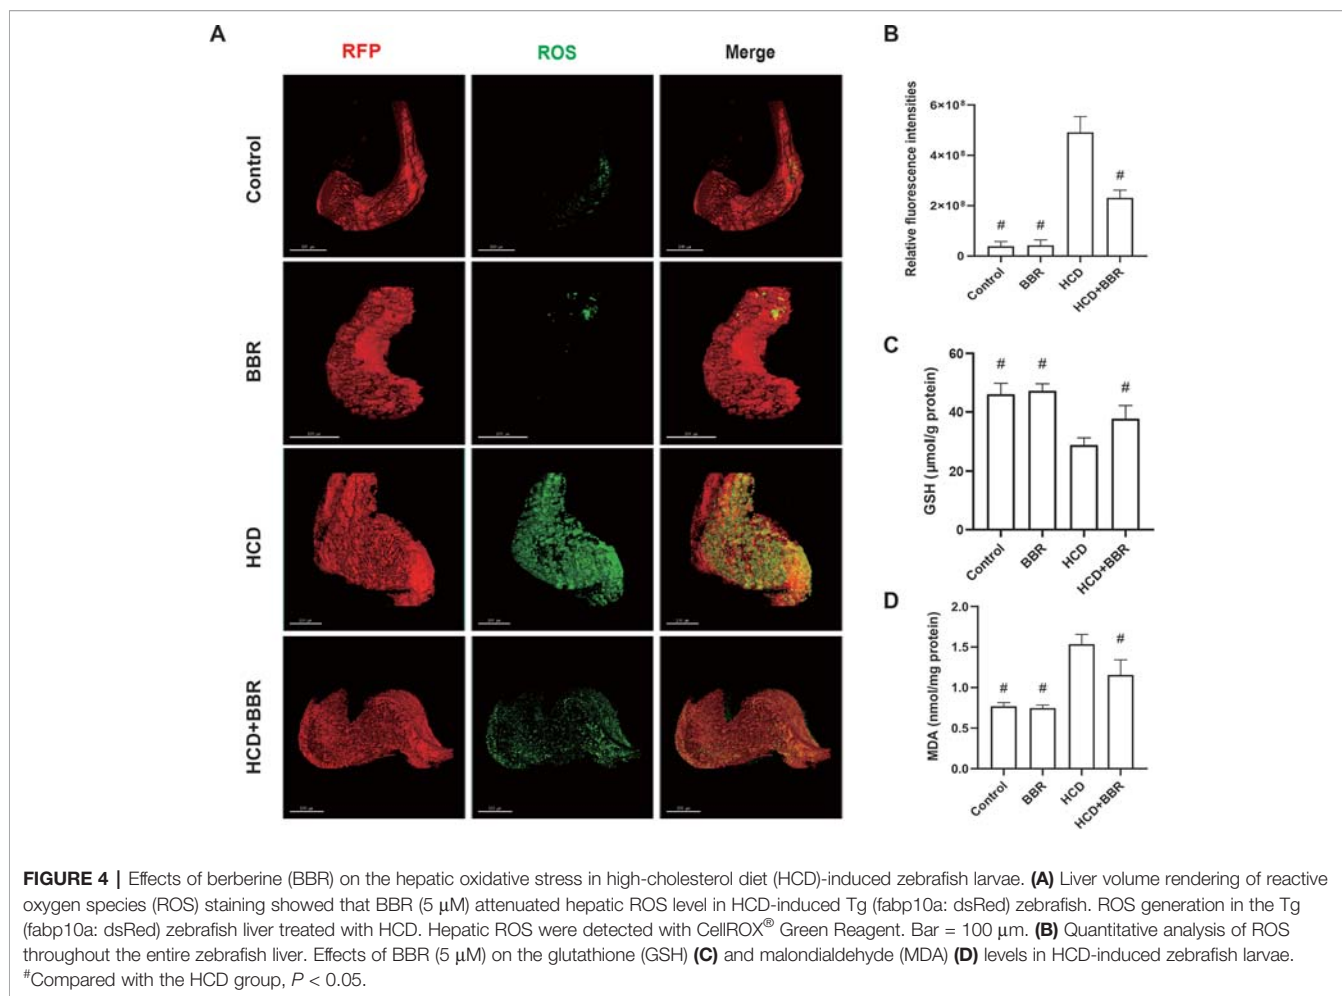 A
RFP
ROS
Merge
Control
BBR
HCD
HCD+BBR
B
Relative fluorescence intensities
6×10⁸
4×10⁸
2×10⁸
0
#
#
#
Control
BBR
HCD
HCD+BBR
C
GSH (µmol/g protein)
60
40
20
0
#
#
#
Control
BBR
HCD
HCD+BBR
D
MDA (nmol/mg protein)
2.0
1.5
1.0
0.5
0.0
#
#
#
Control
BBR
HCD
HCD+BBR
FIGURE 4 | Effects of berberine (BBR) on the hepatic oxidative stress in high-cholesterol diet (HCD)-induced zebrafish larvae. (A) Liver volume rendering of reactive
oxygen species (ROS) staining showed that BBR (5 μM) attenuated hepatic ROS level in HCD-induced Tg (fabp10a: dsRed) zebrafish. ROS generation in the Tg
(fabp10a: dsRed) zebrafish liver treated with HCD. Hepatic ROS were detected with CellROX® Green Reagent. Bar = 100 μm. (B) Quantitative analysis of ROS
throughout the entire zebrafish liver. Effects of BBR (5 μM) on the glutathione (GSH) (C) and malondialdehyde (MDA) (D) levels in HCD-induced zebrafish larvae.
#Compared with the HCD group, P < 0.05.